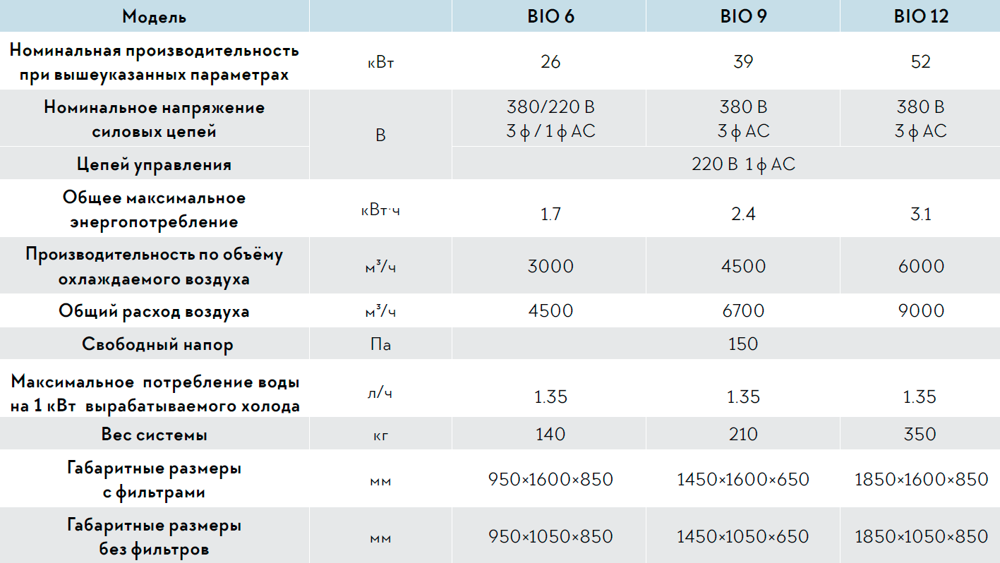 Модель BIO 6 BIO 9 BIO 12
Номинальная производительность
при вышеуказанных параметрах
кВт 26 39 52
Номинальное напряжение
силовых цепей
В
380/220 В
3 ф / 1 ф AC
380 В
3 ф AC
380 В
3 ф AC
Цепей управления
220 В 1 ф AC
Общее максимальное
энергопотребление
кВт·ч 1.7 2.4 3.1
Производительность по объёму
охлаждаемого воздуха
м³/ч 3000 4500 6000
Общий расход воздуха м³/ч 4500 6700 9000
Свободный напор Па 150
Максимальное потребление воды
на 1 кВт вырабатываемого холода
л/ч 1.35 1.35 1.35
Вес системы кг 140 210 350
Габаритные размеры
с фильтрами
мм 950×1600×850 1450×1600×650 1850×1600×850
Габаритные размеры
без фильтров
мм 950×1050×850 1450×1050×650 1850×1050×850